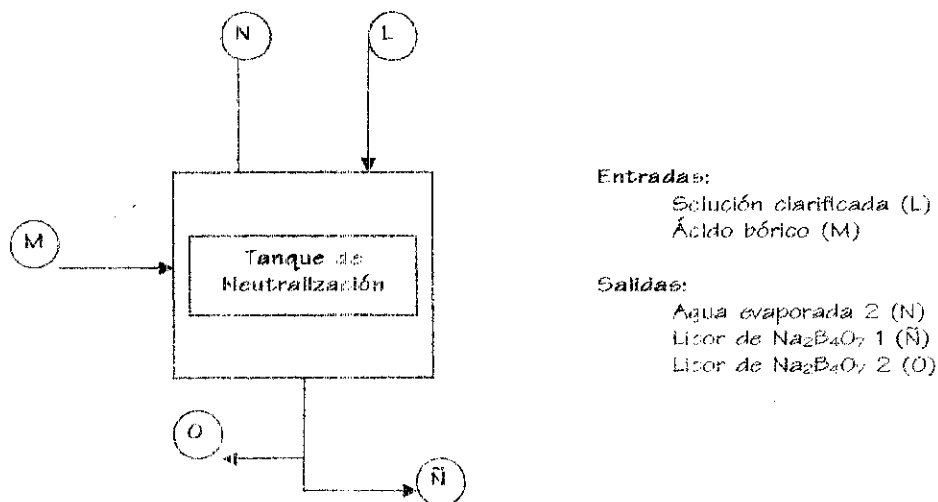 N
L
M
Tanque de
Neutralización
O
Ñ
Entradas:
Solución clarificada (L)
Ácido bórico (M)
Salidas:
Agua evaporada 2 (N)
Licor de Na₂B₄O₇ 1 (Ñ)
Licor de Na₂B₄O₇ 2 (O)